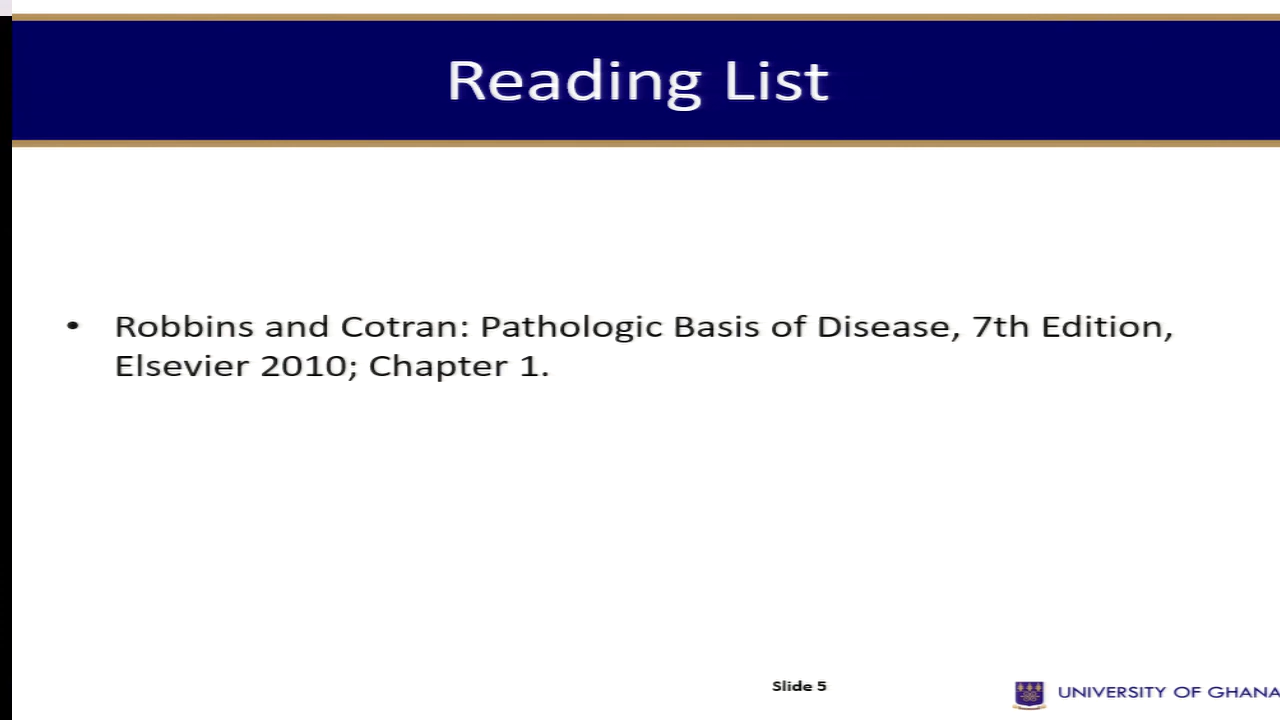 Reading List
• Robbins and Cotran: Pathologic Basis of Disease, 7th Edition,
Elsevier 2010; Chapter 1.
Slide 5
UNIVERSITY OF GHANA